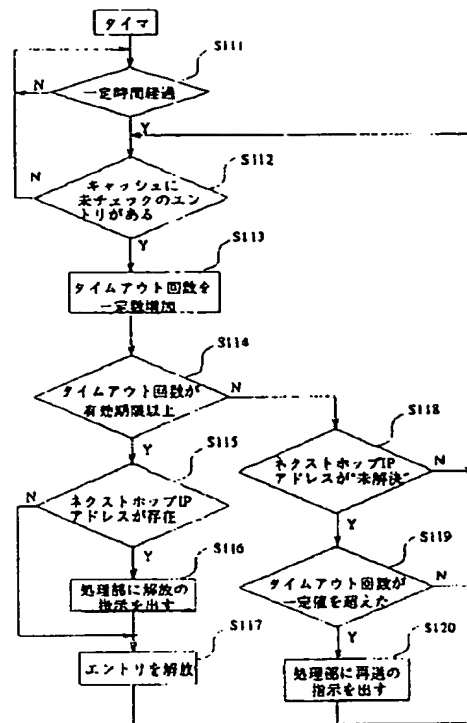 タイマ
S111
一定時間経過
N
Y
S112
キャッシュに
未チェックのエン
トリがある
N
Y
S113
タイムアウト回数を
一定数増加
S114
タイムアウト回数が
有効期限以上
N
Y
S115
ネクストホップIP
アドレスが存在
N
Y
S116
処理部に解放の
指示を出す
S117
エントリを解放
S118
ネクストホップIP
アドレスが"未解決"
N
Y
S119
タイムアウト回数が
一定値を超えた
N
Y
S120
処理部に再送の
指示を出す